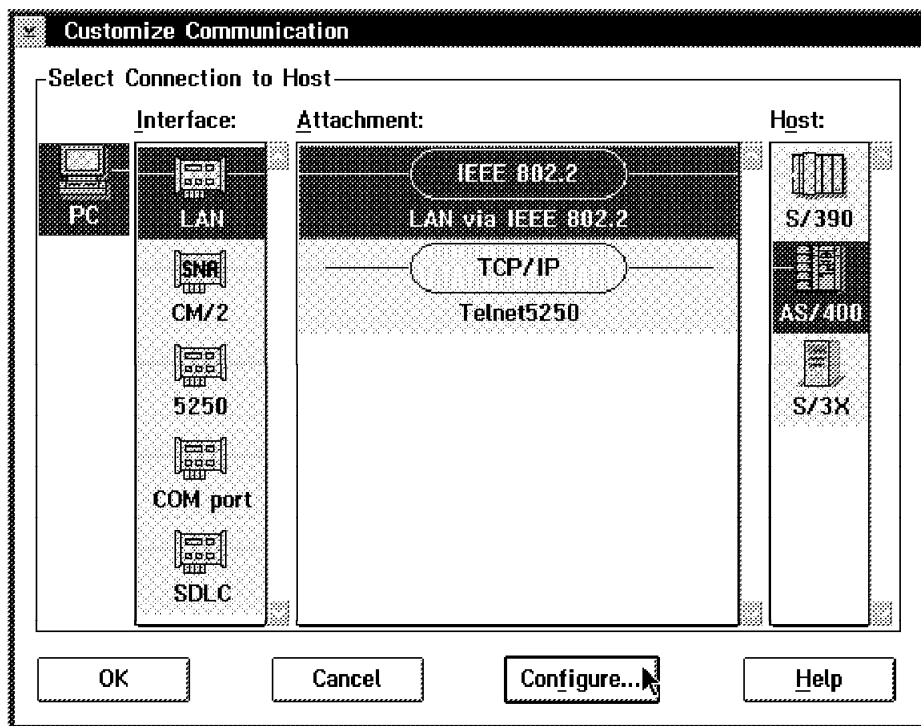 Customize Communication
Select Connection to Host
Interface:
Attachment:
Host:
PC
LAN
SNA
CM/2
5250
COM port
SDLC
IEEE 802.2
LAN via IEEE 802.2
TCP/IP
Telnet5250
S/390
AS/400
S/3X
OK
Cancel
Configure...
Help